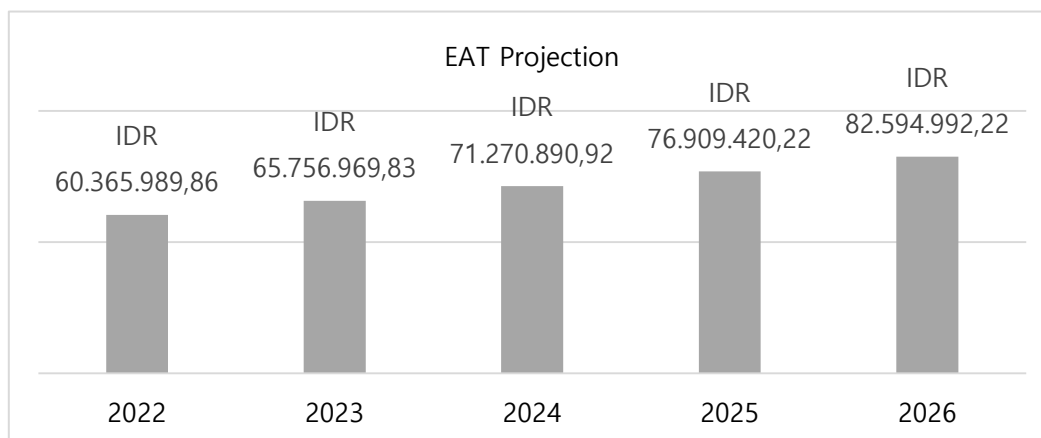 EAT Projection
IDR
60.365.989,86
IDR
65.756.969,83
IDR
71.270.890,92
IDR
76.909.420,22
IDR
82.594.992,22
2022 2023 2024 2025 2026